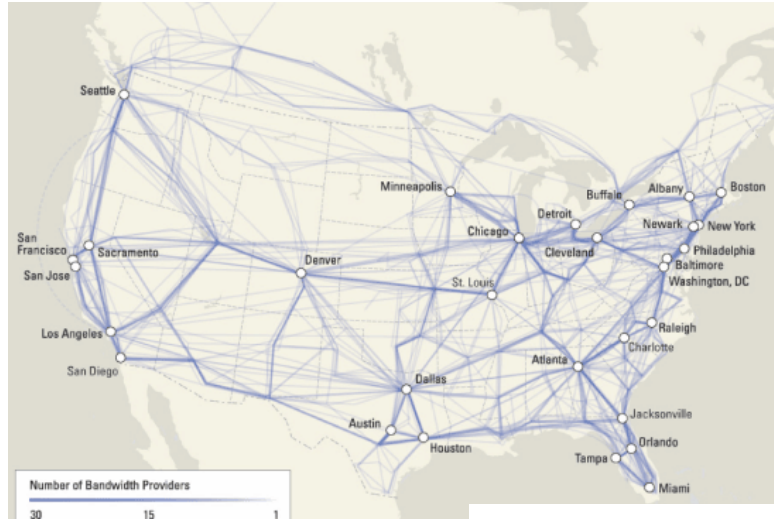 Seattle
Minneapolis
Buffalo
Albany
Boston
Detroit
Newark
New York
Chicago
Cleveland
Philadelphia
Baltimore
Washington, DC
San
Francisco
Sacramento
San Jose
Denver
St. Louis
Los Angeles
Raleigh
Charlotte
San Diego
Atlanta
Dallas
Austin
Houston
Jacksonville
Orlando
Tampa
Miami
Number of Bandwidth Providers
30 15 1